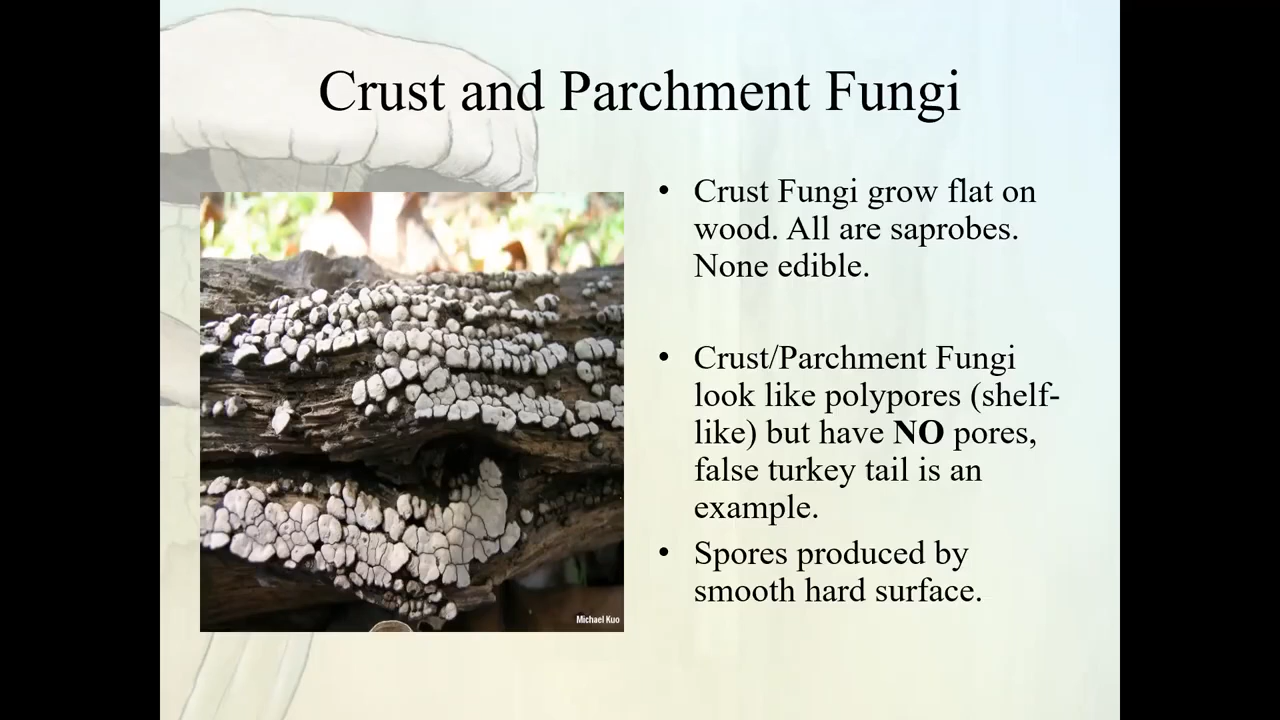 Crust and Parchment Fungi
• Crust Fungi grow flat on
wood. All are saprobes.
None edible.
• Crust/Parchment Fungi
look like polypores (shelf-
like) but have NO pores,
false turkey tail is an
example.
• Spores produced by
smooth hard surface.
Michael Kuo